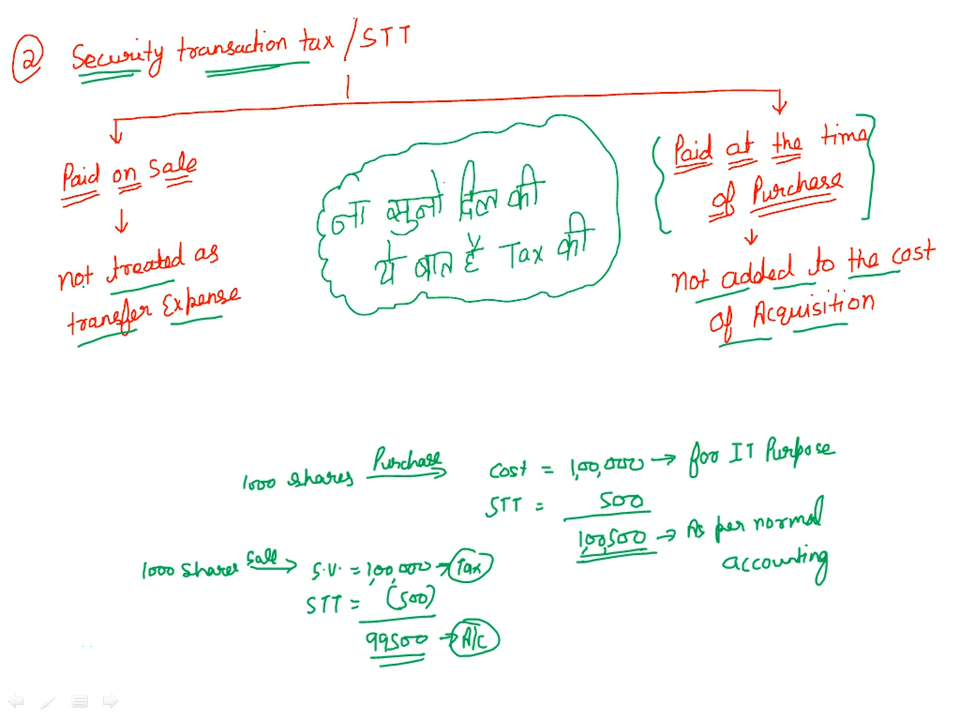 ② Security transaction tax / STT
Paid on Sale
not treated as
transfer Expense
ना सुनो दिल की
ये बात है Tax की
Paid at the time
of Purchase
not added to the cost
of Acquisition
1000 shares Purchase
Cost = 1,00,000 → for IT Purpose
STT = 500
1,00,500 → As per normal
accounting
1000 shares Sale → S.V. = 1,00,000 → Tax
STT = (500)
99500 → A/c